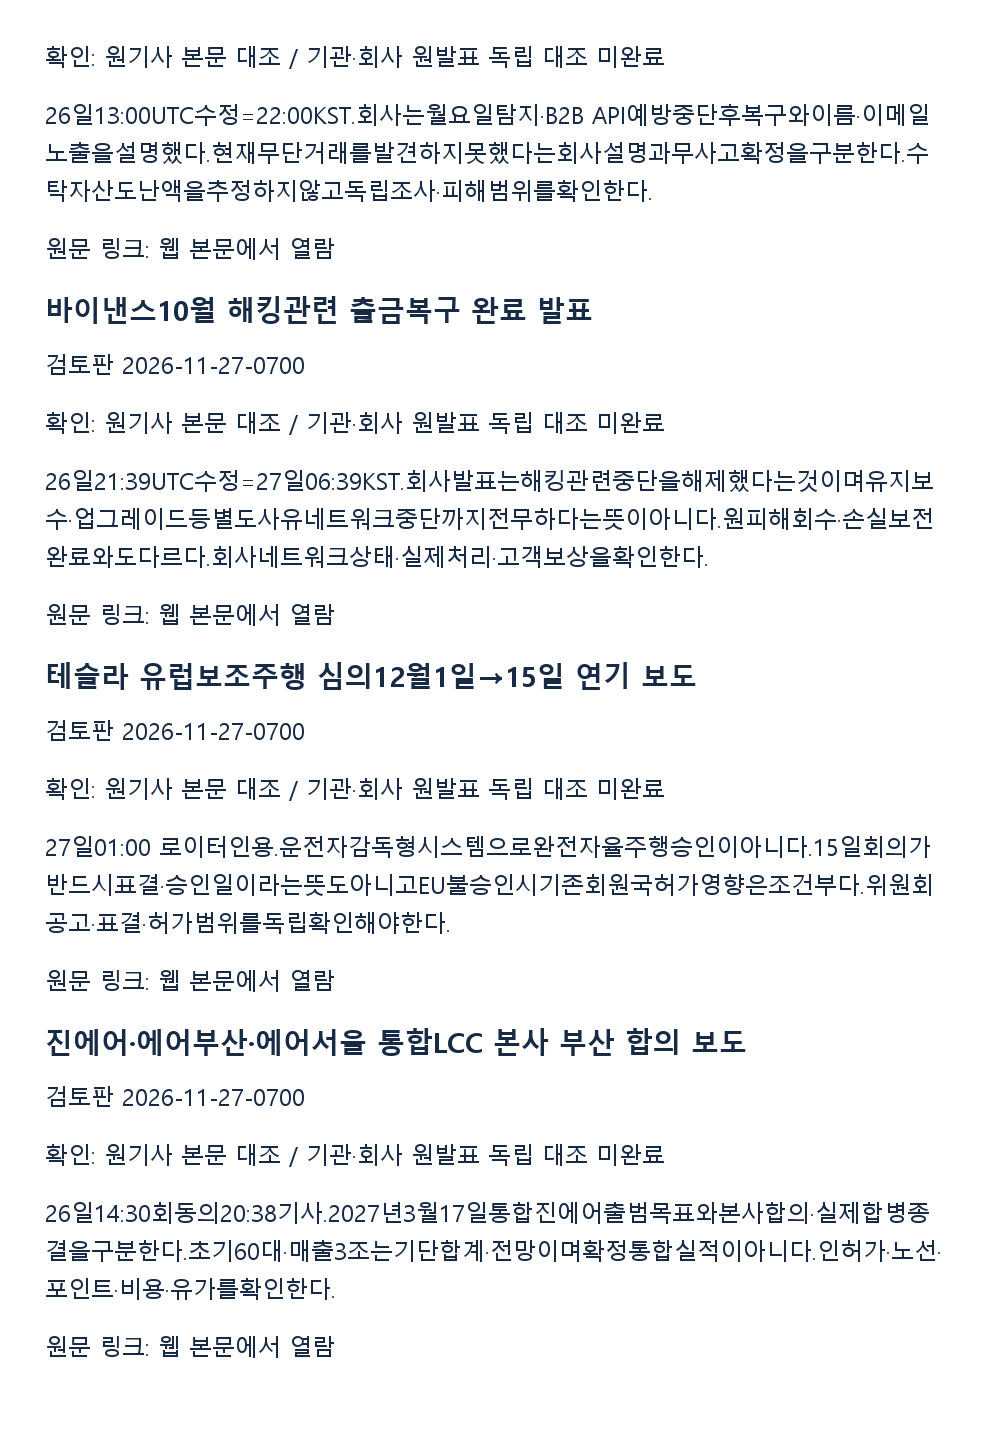 확인: 원기사 본문 대조 / 기관·회사 원발표 독립 대조 미완료
26일13:00UTC수정=22:00KST.회사는월요일탐지·B2B API예방중단후복구와이름·이메일
노출을설명했다.현재무단거래를발견하지못했다는회사설명과무사고확정을구분한다.수
탁자산도난액을추정하지않고독립조사·피해범위를확인한다.
원문 링크: 웹 본문에서 열람
바이낸스10월 해킹관련 출금복구 완료 발표
검토판 2026-11-27-0700
확인: 원기사 본문 대조 / 기관·회사 원발표 독립 대조 미완료
26일21:39UTC수정=27일06:39KST.회사발표는해킹관련중단을해제했다는것이며유지보
수·업그레이드등별도사유네트워크중단까지전무하다는뜻이아니다.원피해회수·손실보전
완료와도다르다.회사네트워크상태·실제처리·고객보상을확인한다.
원문 링크: 웹 본문에서 열람
테슬라 유럽보조주행 심의12월1일→15일 연기 보도
검토판 2026-11-27-0700
확인: 원기사 본문 대조 / 기관·회사 원발표 독립 대조 미완료
27일01:00 로이터인용.운전자감독형시스템으로완전자율주행승인이아니다.15일회의가
반드시표결·승인일이라는뜻도아니고EU불승인시기존회원국허가영향은조건부다.위원회
공고·표결·허가범위를독립확인해야한다.
원문 링크: 웹 본문에서 열람
진에어·에어부산·에어서울 통합LCC 본사 부산 합의 보도
검토판 2026-11-27-0700
확인: 원기사 본문 대조 / 기관·회사 원발표 독립 대조 미완료
26일14:30회동의20:38기사.2027년3월17일통합진에어출범목표와본사합의·실제합병종
결을구분한다.초기60대·매출3조는기단합계·전망이며확정통합실적이아니다.인허가·노선·
포인트·비용·유가를확인한다.
원문 링크: 웹 본문에서 열람